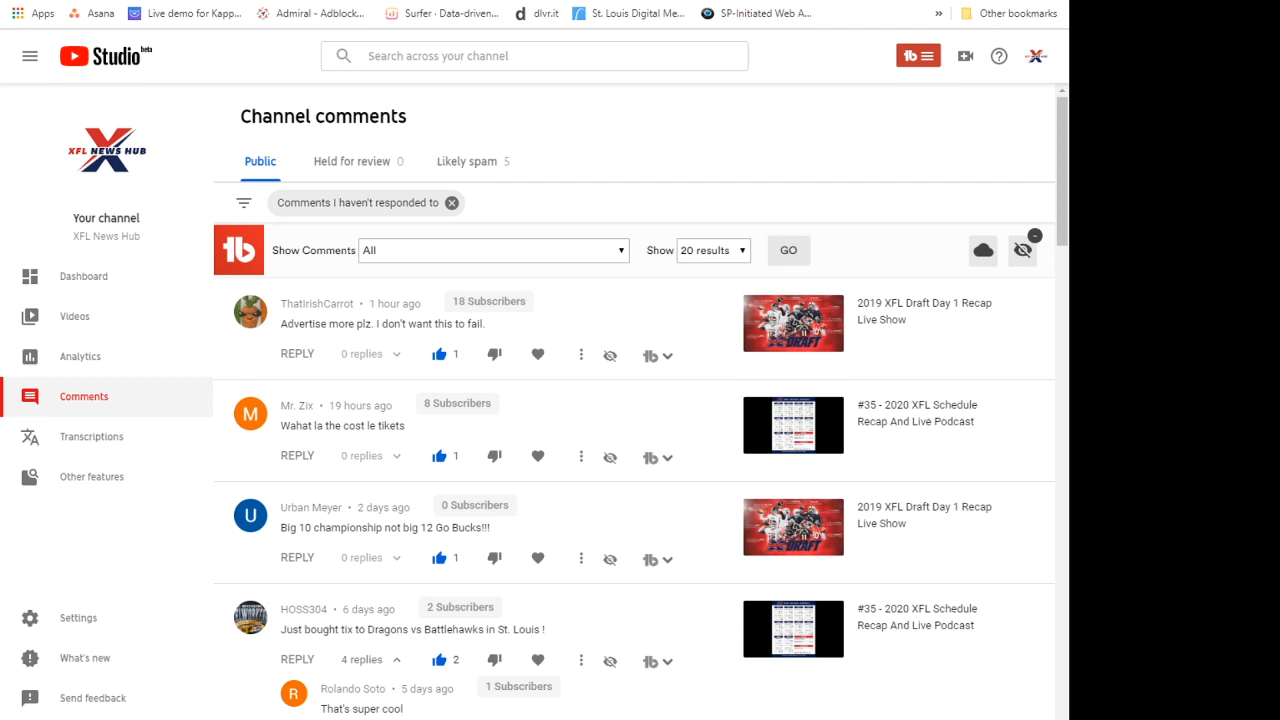 Apps
Asana
Live demo for Kapp...
Admiral - Adblock...
Surfer · Data-driven...
d dlvr.it
St. Louis Digital Me...
SP-Initiated Web A...
»
Other bookmarks
Studio beta
Search across your channel
XFL NEWS HUB
Your channel
XFL News Hub
Dashboard
Videos
Analytics
Comments
Transcriptions
Other features
Settings
What's new
Send feedback
Channel comments
Public
Held for review 0
Likely spam 5
Comments I haven't responded to
Show Comments All
Show 20 results
GO
ThatIrishCarrot • 1 hour ago 18 Subscribers
Advertise more plz. I don't want this to fail.
REPLY 0 replies 1
2019 XFL Draft Day 1 Recap
Live Show
M
Mr. Zix • 19 hours ago 8 Subscribers
Wahat la the cost le tikets
REPLY 0 replies 1
#35 - 2020 XFL Schedule
Recap And Live Podcast
U
Urban Meyer • 2 days ago 0 Subscribers
Big 10 championship not big 12 Go Bucks!!!
REPLY 0 replies 1
2019 XFL Draft Day 1 Recap
Live Show
HOSS304 • 6 days ago 2 Subscribers
Just bought tix to Dragons vs Battlehawks in St. Louis !
REPLY 4 replies 2
#35 - 2020 XFL Schedule
Recap And Live Podcast
R
Rolando Soto • 5 days ago 1 Subscribers
That's super cool